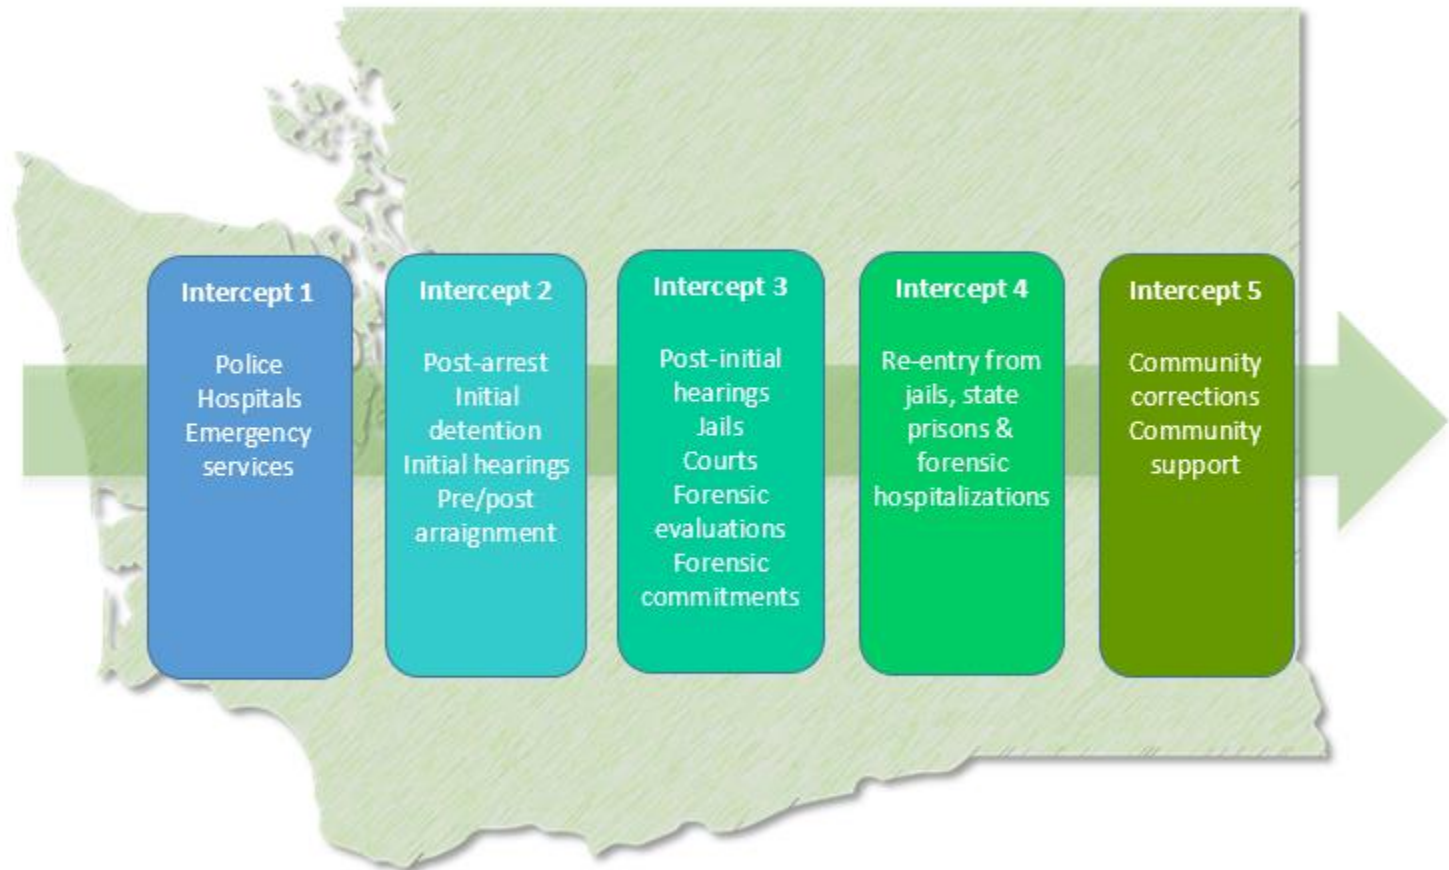 Intercept 1
Police
Hospitals
Emergency
services
Intercept 2
Post-arrest
Initial
detention
Initial hearings
Pre/post
arraignment
Intercept 3
Post-initial
hearings
Jails
Courts
Forensic
evaluations
Forensic
commitments
Intercept 4
Re-entry from
jails, state
prisons &
forensic
hospitalizations
Intercept 5
Community
corrections
Community
support